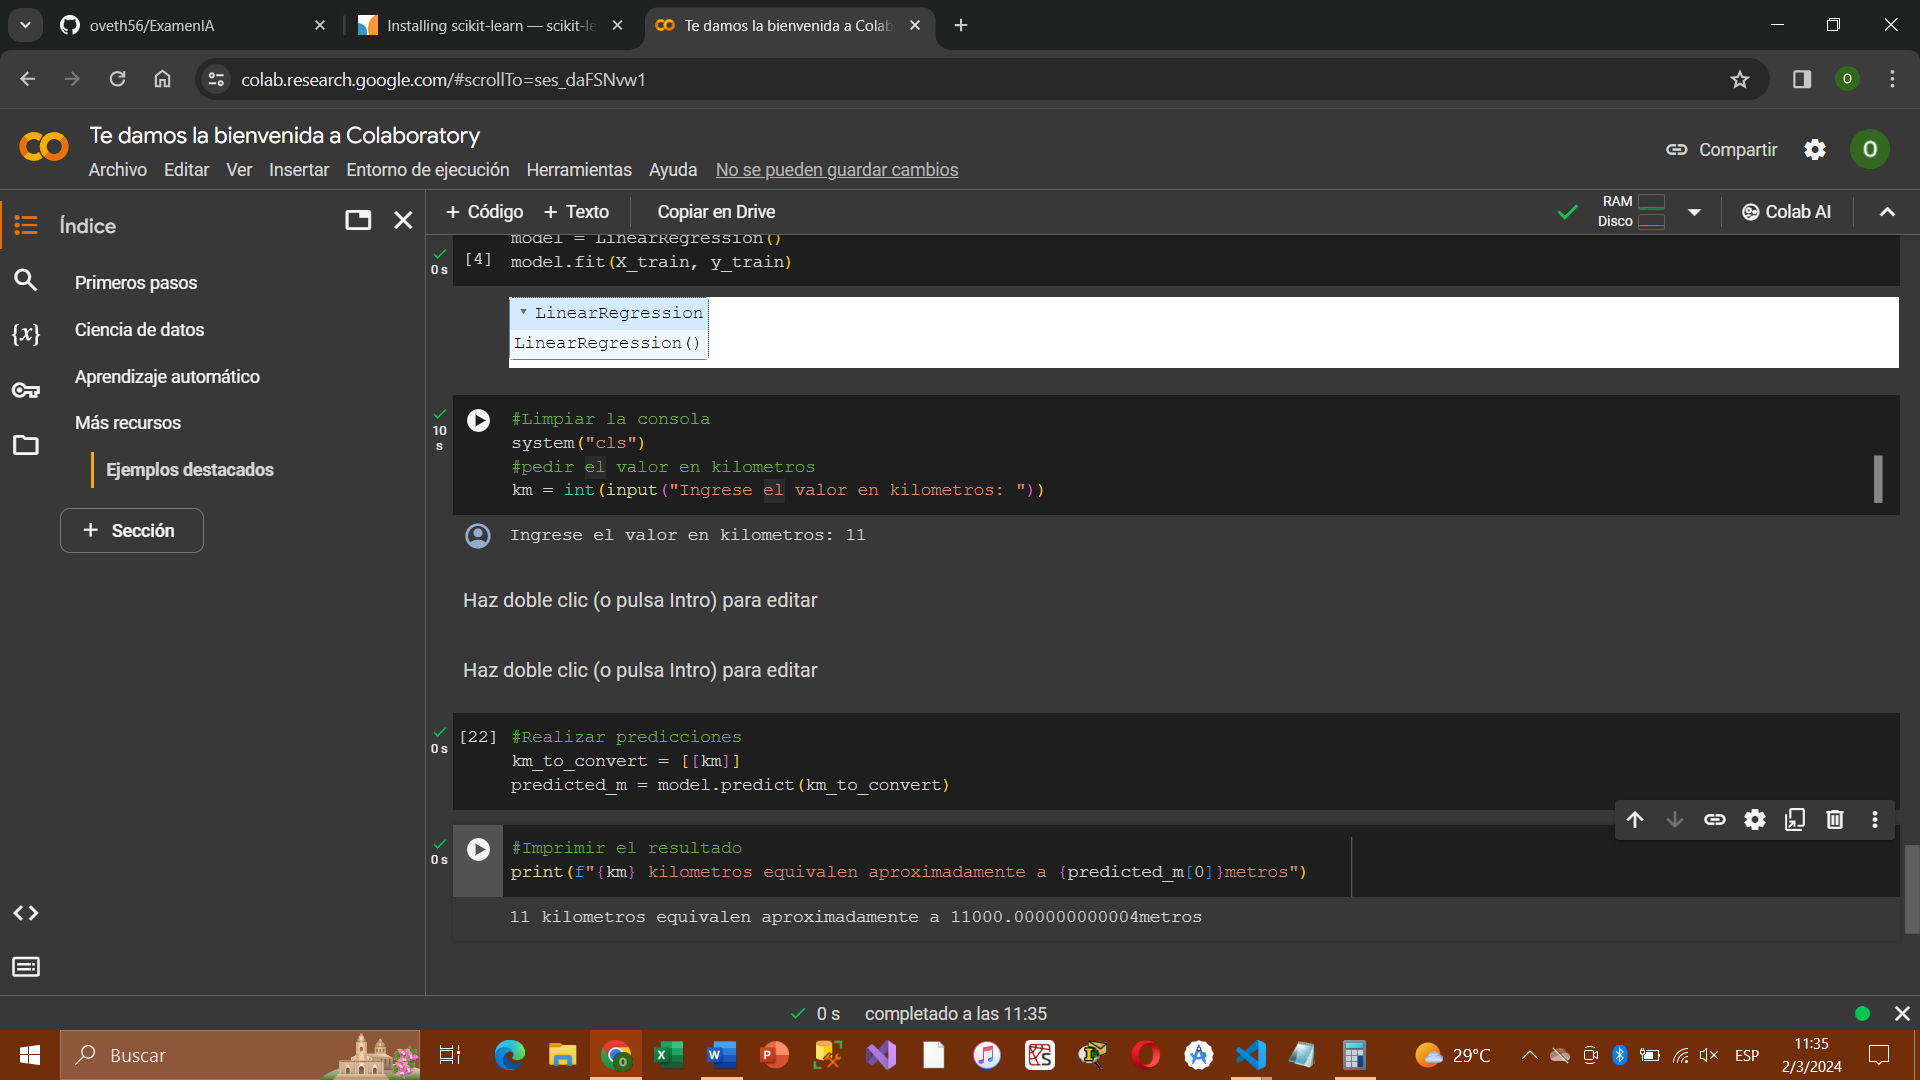 oveth56/ExamenIA
Installing scikit-learn — scikit-le
Te damos la bienvenida a Colab
colab.research.google.com/#scrollTo=ses_daFSNvw1
O
Te damos la bienvenida a Colaboratory
Archivo Editar Ver Insertar Entorno de ejecución Herramientas Ayuda No se pueden guardar cambios
Compartir
O
Índice
Primeros pasos
Ciencia de datos
Aprendizaje automático
Más recursos
Ejemplos destacados
+ Sección
{x}
+ Código + Texto Copiar en Drive
RAM
Disco
Colab AI
model = LinearRegression()
[4] model.fit(X_train, y_train)
0 s
LinearRegression
LinearRegression()
10
s
#Limpiar la consola
system("cls")
#pedir el valor en kilometros
km = int(input("Ingrese el valor en kilometros: "))
Ingrese el valor en kilometros: 11
Haz doble clic (o pulsa Intro) para editar
Haz doble clic (o pulsa Intro) para editar
0 s
[22] #Realizar predicciones
km_to_convert = [[km]]
predicted_m = model.predict(km_to_convert)
0 s
#Imprimir el resultado
print(f"{km} kilometros equivalen aproximadamente a {predicted_m[0]}metros")
11 kilometros equivalen aproximadamente a 11000.000000000004metros
0 s completado a las 11:35
Buscar
29°C
ESP
11:35
2/3/2024